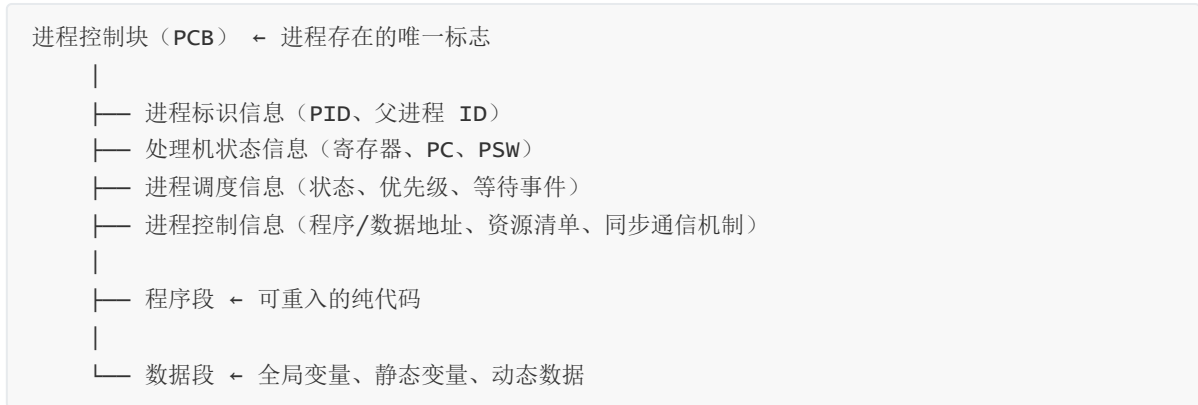 进程控制块（PCB） ← 进程存在的唯一标志
│
├── 进程标识信息（PID、父进程 ID）
├── 处理机状态信息（寄存器、PC、PSW）
├── 进程调度信息（状态、优先级、等待事件）
├── 进程控制信息（程序/数据地址、资源清单、同步通信机制）
│
├── 程序段 ← 可重入的纯代码
│
└── 数据段 ← 全局变量、静态变量、动态数据